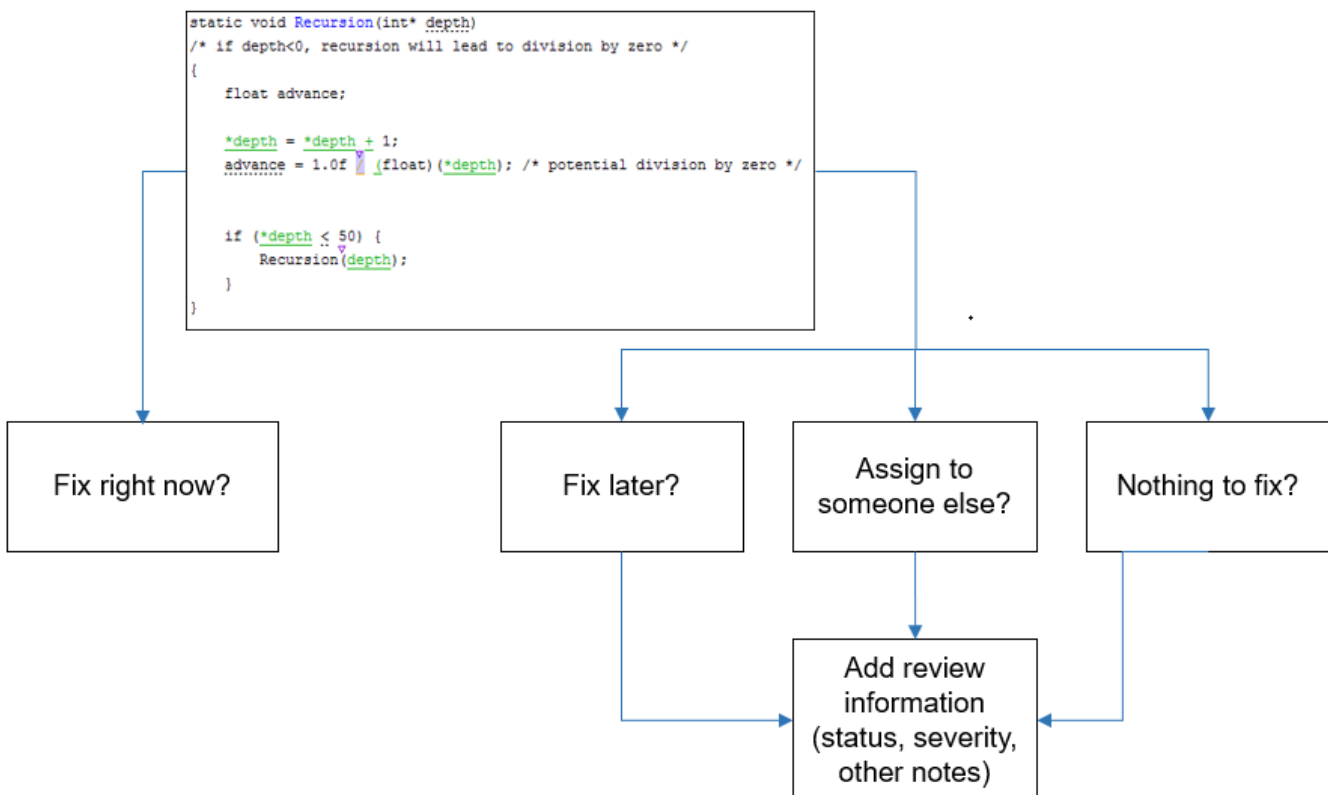 static void Recursion(int* depth)
/* if depth<0, recursion will lead to division by zero */
{
float advance;
*depth = *depth + 1;
advance = 1.0f / (float)(*depth); /* potential division by zero */
if (*depth < 50) {
Recursion(depth);
}
}
Fix right now?
Fix later?
Assign to
someone else?
Nothing to fix?
Add review
information
(status, severity,
other notes)